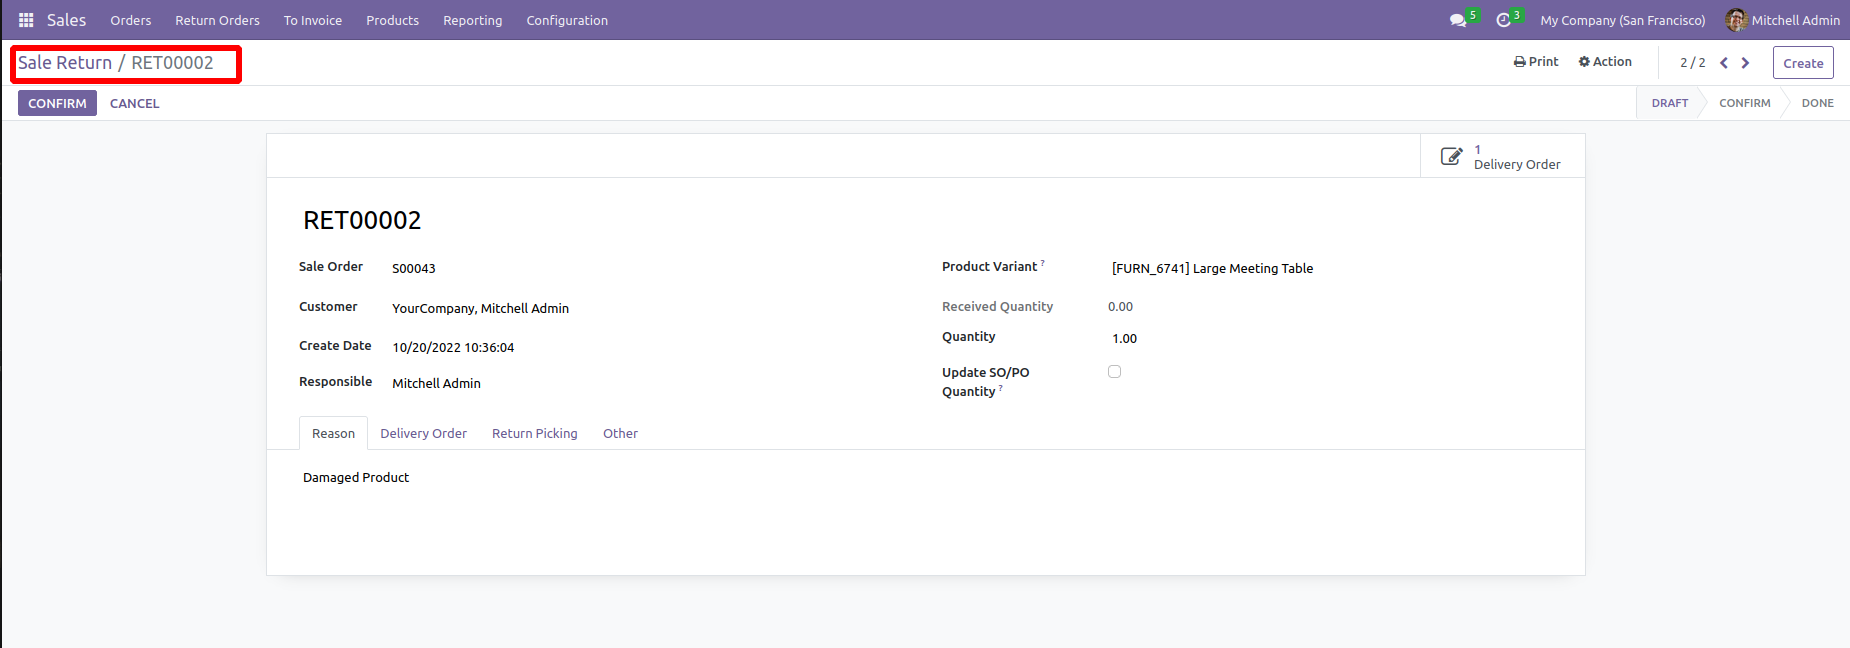 Sales Orders Return Orders To Invoice Products Reporting Configuration 5 3 My Company (San Francisco) Mitchell Admin
Sale Return / RET00002 Print Action 2 / 2 Create
CONFIRM CANCEL DRAFT CONFIRM DONE
1
Delivery Order
RET00002
Sale Order S00043 Product Variant ? [FURN_6741] Large Meeting Table
Customer YourCompany, Mitchell Admin Received Quantity 0.00
Create Date 10/20/2022 10:36:04 Quantity 1.00
Responsible Mitchell Admin Update SO/PO
Quantity ?
Reason Delivery Order Return Picking Other
Damaged Product